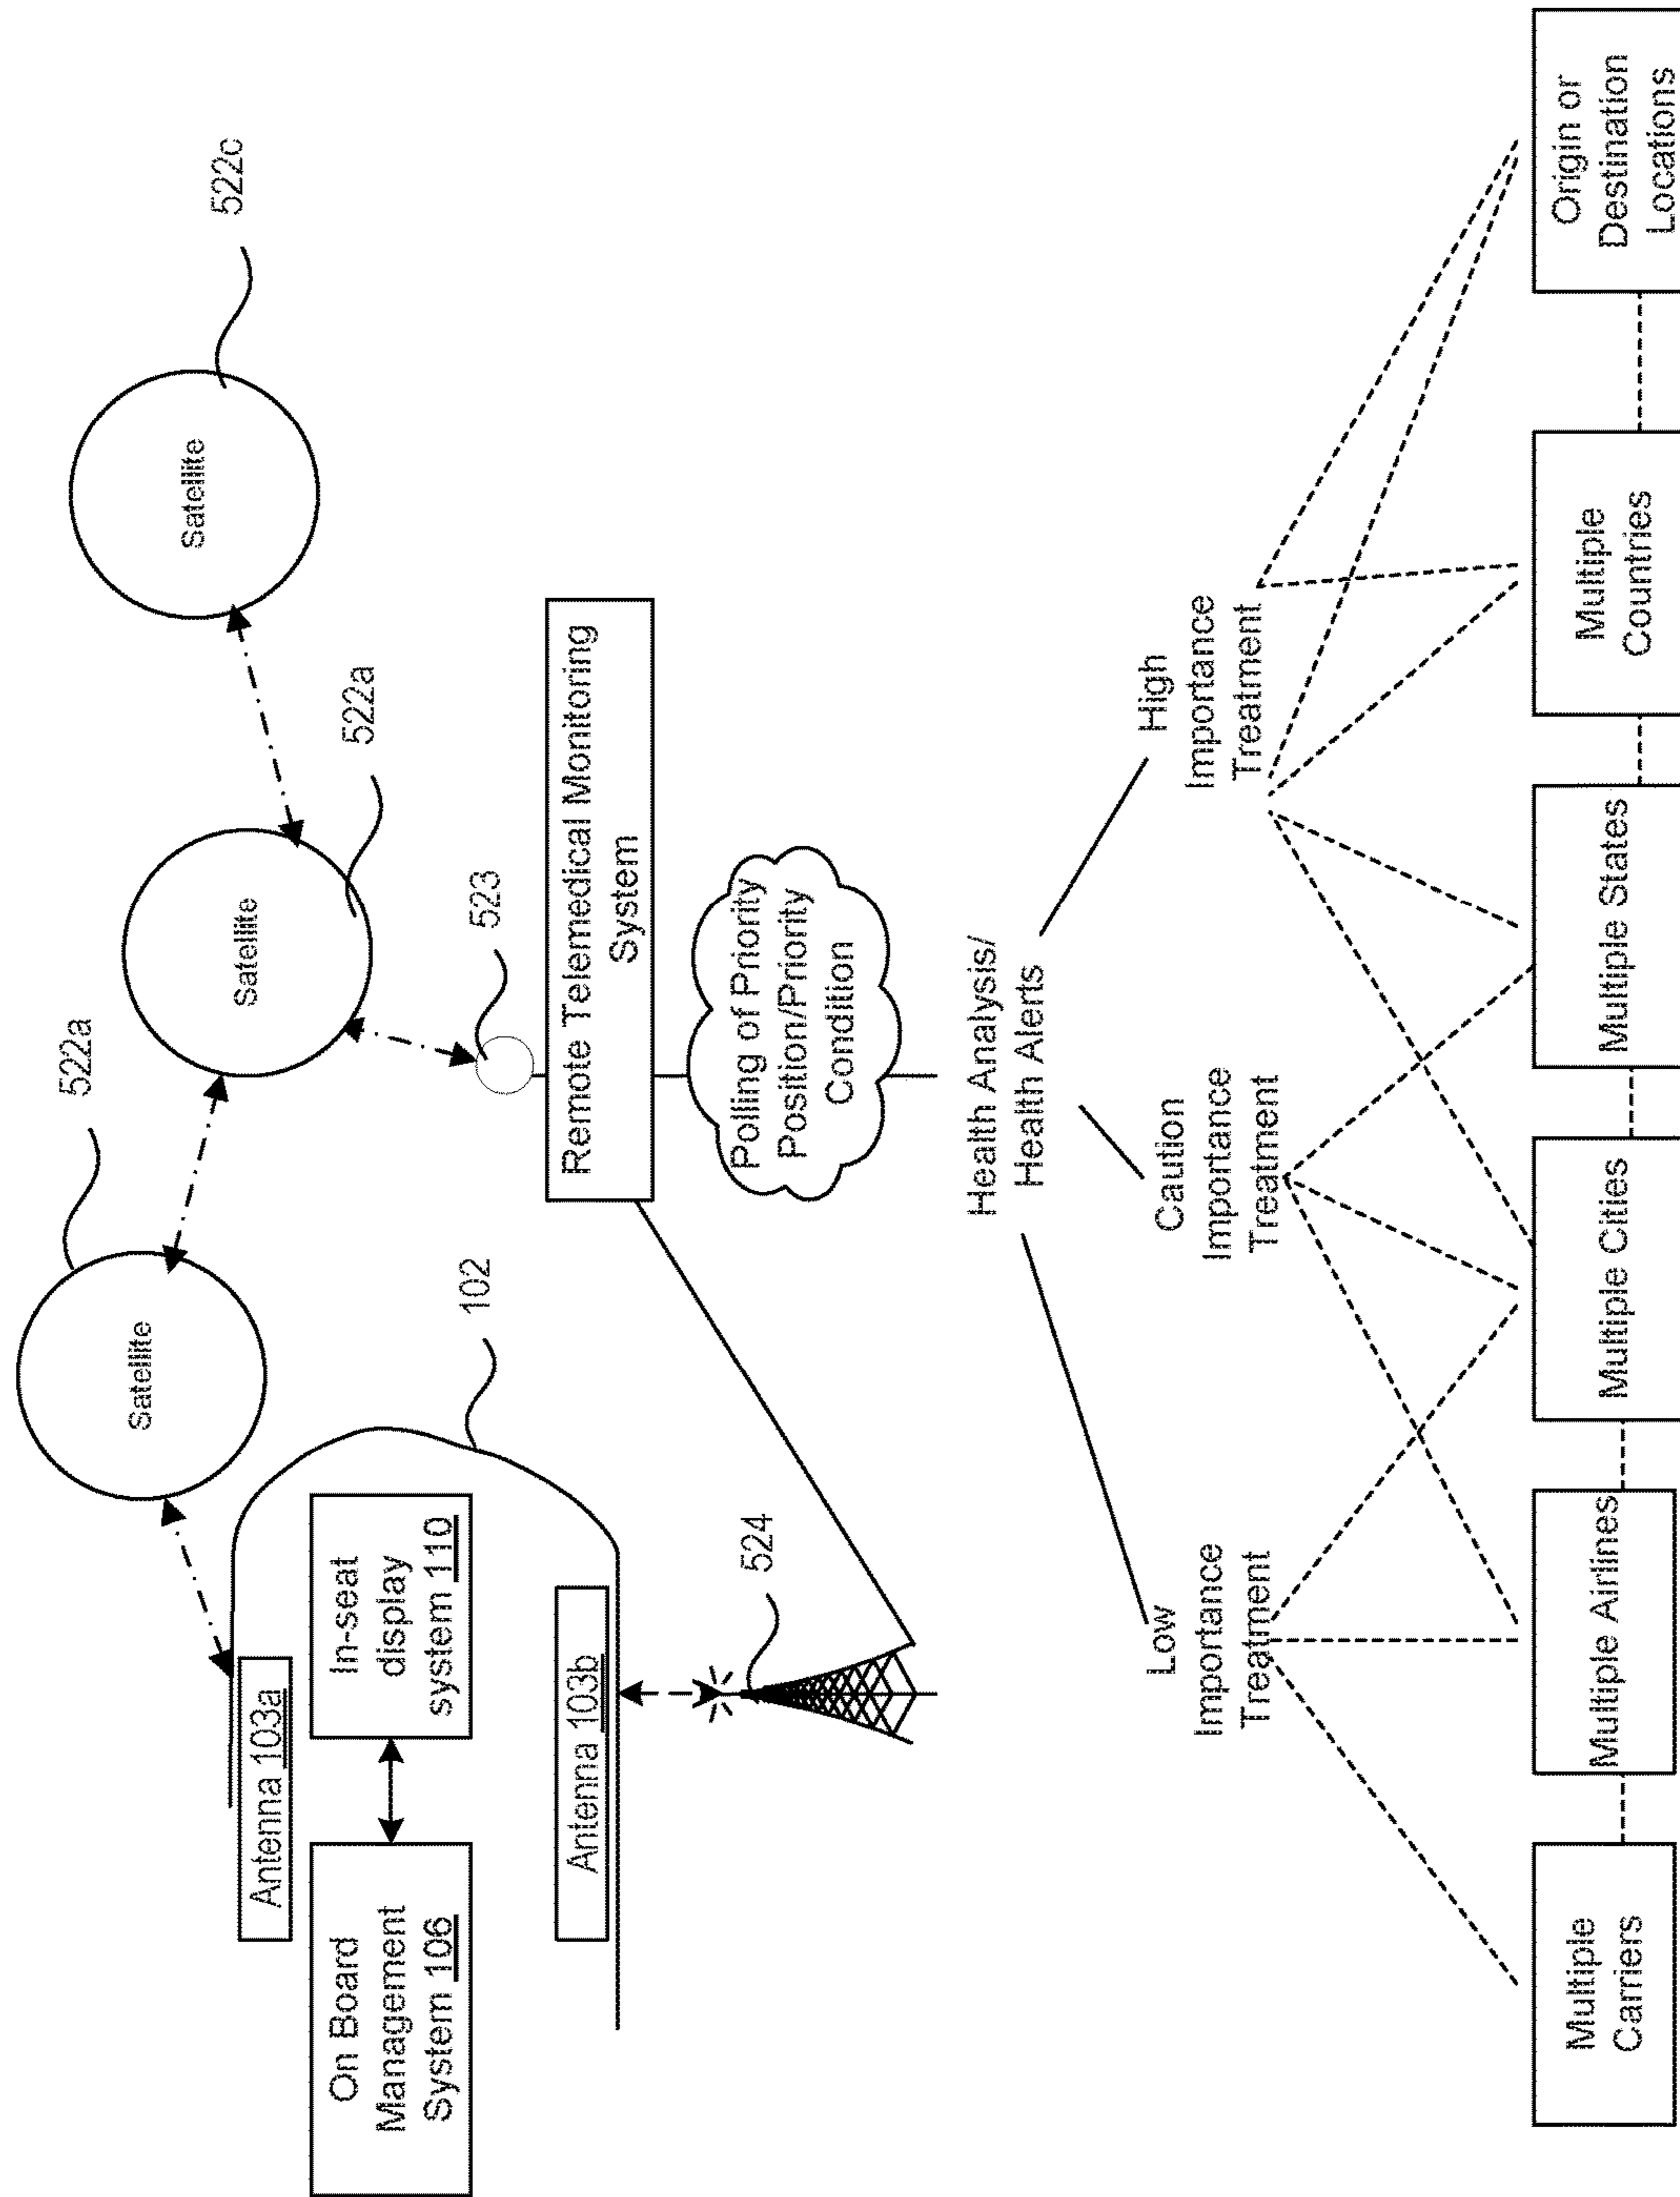 522a
Satellite
522a
Satellite
522c
Satellite
Antenna 103a
On Board
Management
System 106
In-seat
display
system 110
102
Antenna 103b
524
523
Remote Telemedical Monitoring
System
Polling of Priority
Position/Priority
Condition
Health Analysis/
Health Alerts
Low
Importance
Treatment
Caution
Importance
Treatment
High
Importance
Treatment
Multiple
Carriers
Multiple Airlines
Multiple Cities
Multiple States
Multiple
Countries
Origin or
Destination
Locations